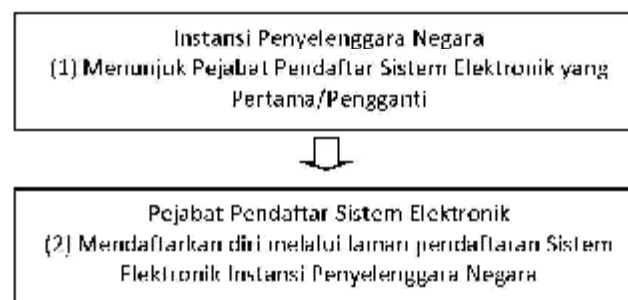 Instansi Penyelenggara Negara
(1) Menunjuk Pejabat Pendaftar Sistem Elektronik yang
Pertama/Pengganti
Pejabat Pendaftar Sistem Elektronik
(2) Mendaftarkan diri melalui laman pendaftaran Sistem
Elektronik Instansi Penyelenggara Negara